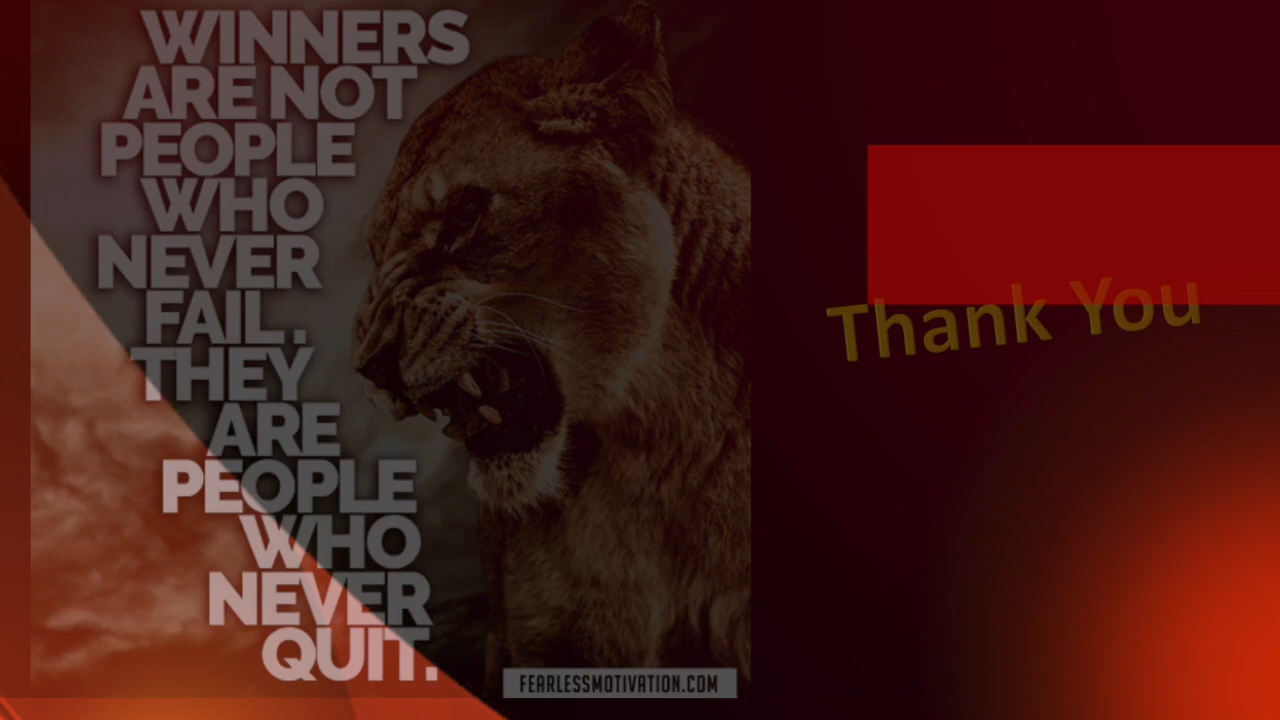 WINNERS
ARE NOT
PEOPLE
WHO
NEVER
FAIL.
THEY
ARE
PEOPLE
WHO
NEVER
QUIT.
FEARLESSMOTIVATION.COM
Thank You